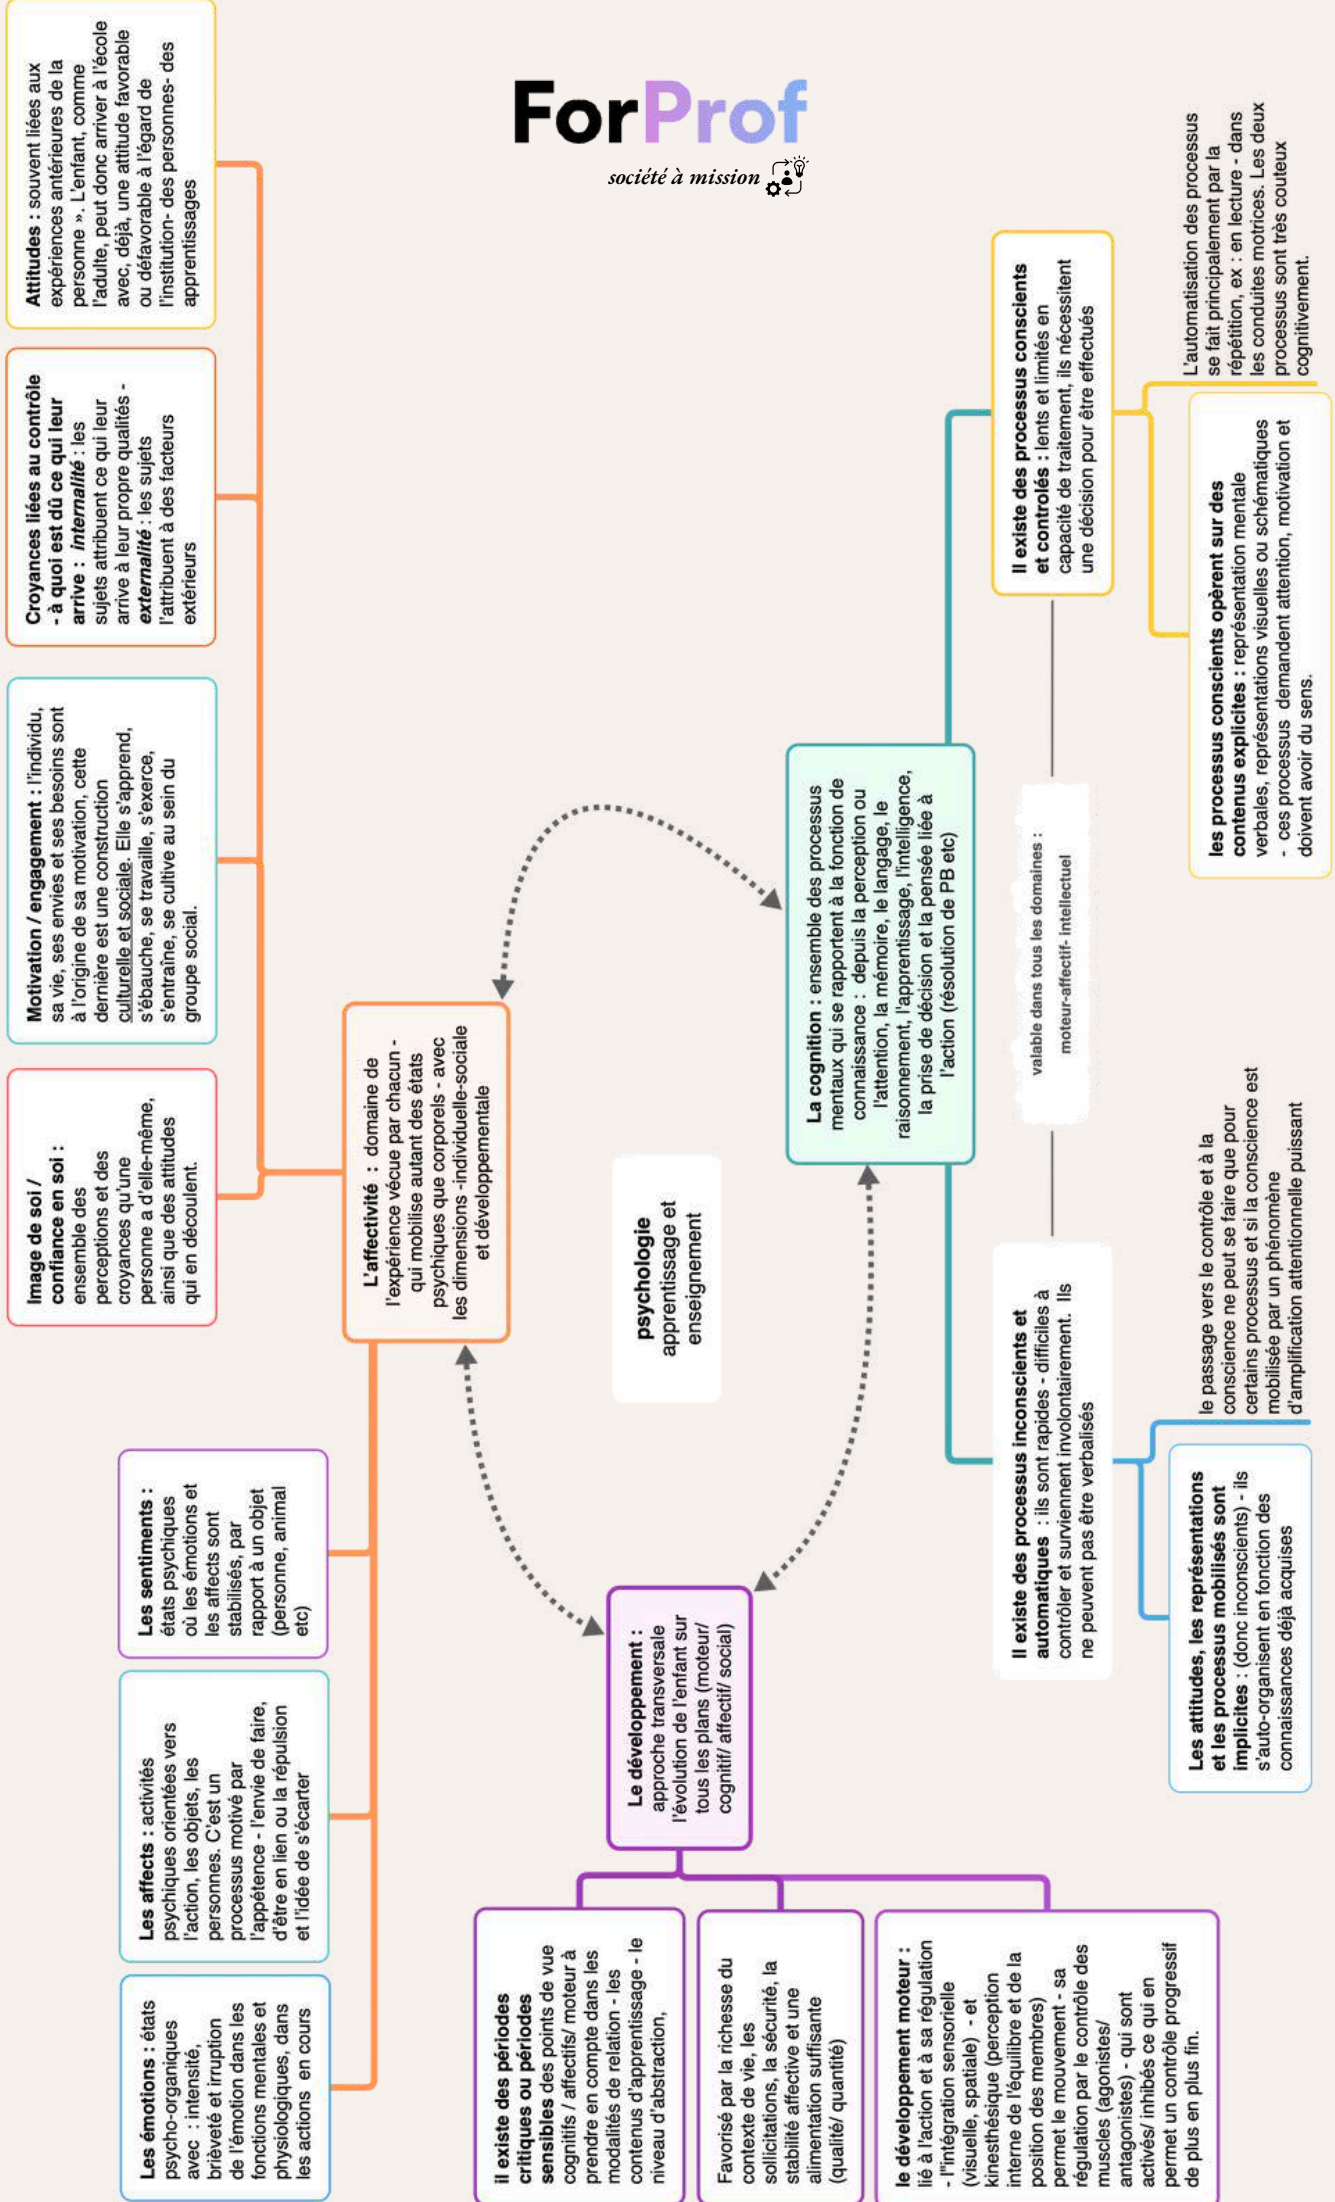 ForProf
société à mission
Les émotions : états
psycho-organiques
avec : intensité,
brièveté et irruption
de l'émotion dans les
fonctions mentales et
physiologiques, dans
les actions en cours
Les affects : activités
psychiques orientées vers
l'action, les objets, les
personnes. C'est un
processus motivé par
l'appétence - l'envie de faire,
d'être en lien ou la répulsion
et l'idée de s'écarter
Les sentiments :
états psychiques
où les émotions et
les affects sont
stabilisés, par
rapport à un objet
(personne, animal
etc)
Image de soi /
confiance en soi :
ensemble des
perceptions et des
croyances qu'une
personne a d'elle-même,
ainsi que des attitudes
qui en découlent.
Motivation / engagement : l'individu,
sa vie, ses envies et ses besoins sont
à l'origine de sa motivation, cette
dernière est une construction
culturelle et sociale. Elle s'apprend,
s'ébauche, se travaille, s'exerce,
s'entraîne, se cultive au sein du
groupe social.
Croyances liées au contrôle
- à quoi est dû ce qui leur
arrive : internalité : les
sujets attribuent ce qui leur
arrive à leur propre qualités -
externalité : les sujets
l'attribuent à des facteurs
extérieurs
Attitudes : souvent liées aux
expériences antérieures de la
personne ». L'enfant, comme
l'adulte, peut donc arriver à l'école
avec, déjà, une attitude favorable
ou défavorable à l'égard de
l'institution- des personnes- des
apprentissages
L'affectivité : domaine de
l'expérience vécue par chacun -
qui mobilise autant des états
psychiques que corporels - avec
les dimensions -individuelle-sociale
et développementale
psychologie
apprentissage et
enseignement
Le développement :
approche transversale
l'évolution de l'enfant sur
tous les plans (moteur/
cognitif/ affectif/ social)
il existe des périodes
critiques ou périodes
sensibles des points de vue
cognitifs / affectifs/ moteur à
prendre en compte dans les
modalités de relation - les
contenus d'apprentissage - le
niveau d'abstraction,
Favorisé par la richesse du
contexte de vie, les
sollicitations, la sécurité, la
stabilité affective et une
alimentation suffisante
(qualité/ quantité)
le développement moteur :
lié à l'action et à sa régulation
- l''intégration sensorielle
(visuelle, spatiale) - et
kinesthésique (perception
interne de l'équilibre et de la
position des membres)
permet le mouvement - sa
régulation par le contrôle des
muscles (agonistes/
antagonistes) - qui sont
activés/ inhibés ce qui en
permet un contrôle progressif
de plus en plus fin.
La cognition : ensemble des processus
mentaux qui se rapportent à la fonction de
connaissance : depuis la perception ou
l'attention, la mémoire, le langage, le
raisonnement, l'apprentissage, l'intelligence,
la prise de décision et la pensée liée à
l'action (résolution de PB etc)
Il existe des processus inconscients et
automatiques : ils sont rapides - difficiles à
contrôler et surviennent involontairement. Ils
ne peuvent pas être verbalisés
valable dans tous les domaines :
moteur-affectif- intellectuel
Il existe des processus conscients
et controlés : lents et limités en
capacité de traitement, ils nécessitent
une décision pour être effectués
Les attitudes, les représentations
et les processus mobilisés sont
implicites : (donc inconscients) - ils
s'auto-organisent en fonction des
connaissances déjà acquises
le passage vers le contrôle et à la
conscience ne peut se faire que pour
certains processus et si la conscience est
mobilisée par un phénomène
d'amplification attentionnelle puissant
les processus conscients opèrent sur des
contenus explicites : représentation mentale
verbales, représentations visuelles ou schématiques
- ces processus demandent attention, motivation et
doivent avoir du sens.
L'automatisation des processus
se fait principalement par la
répétition, ex : en lecture - dans
les conduites motrices. Les deux
processus sont très couteux
cognitivement.